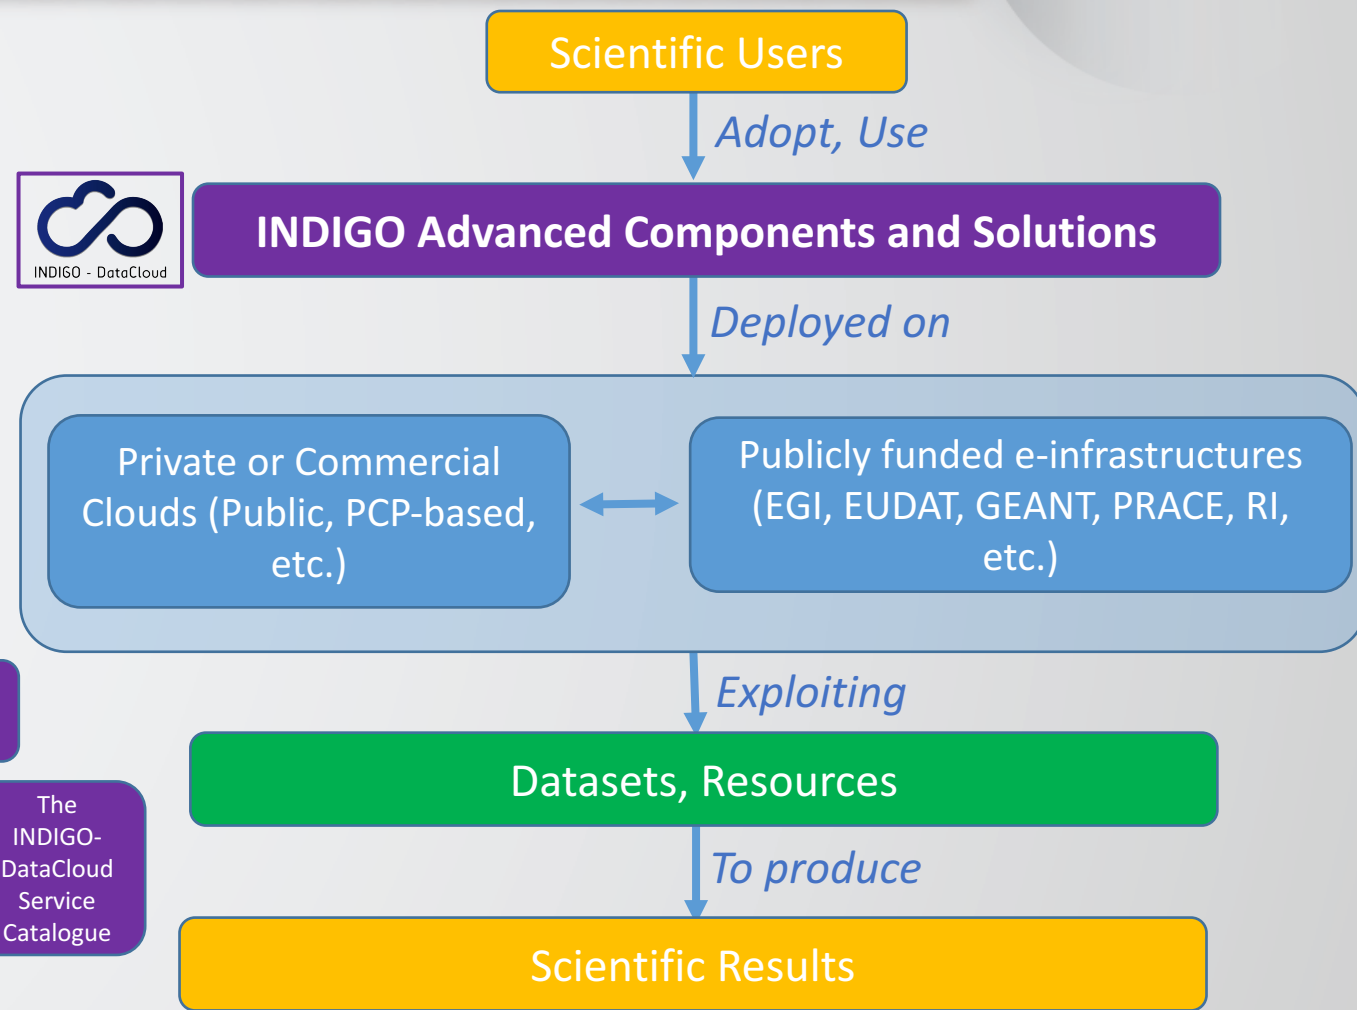 Scientific Users
Adopt, Use
INDIGO - DataCloud
INDIGO Advanced Components and Solutions
Deployed on
Private or Commercial
Clouds (Public, PCP-based,
etc.)
Publicly funded e-infrastructures
(EGI, EUDAT, GEANT, PRACE, RI,
etc.)
Exploiting
Datasets, Resources
The
INDIGO-
DataCloud
Service
Catalogue
To produce
Scientific Results